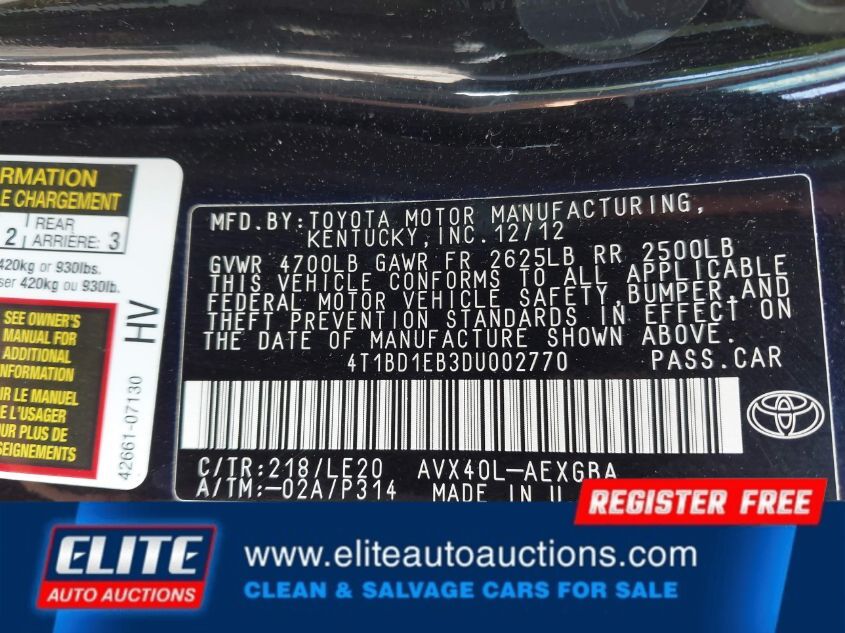 RMATION
E CHARGEMENT
2 REAR ARRIÈRE: 3
420kg or 930lbs.
ser 420kg ou 930lb.
SEE OWNER'S
MANUAL FOR
ADDITIONAL
INFORMATION
IR LE MANUEL
E L'USAGER
UR PLUS DE
SEIGNEMENTS
HV
42661-07130
MFD.BY:TOYOTA MOTOR MANUFACTURING,
KENTUCKY,INC.12/12
GVWR 4700LB GAWR FR 2625LB RR 2500LB
THIS VEHICLE CONFORMS TO ALL APPLICABLE
FEDERAL MOTOR VEHICLE SAFETY,BUMPER,AND
THEFT PREVENTION STANDARDS IN EFFECT ON
THE DATE OF MANUFACTURE SHOWN ABOVE.
4T1BD1EB3DU002770 PASS.CAR
TOYOTA
C/TR:218/LE20 AVX40L-AEXGBA
A/TM:-02A/P314 MADE IN U.
REGISTER FREE
ELITE
AUTO AUCTIONS
www.eliteautoauctions.com
CLEAN & SALVAGE CARS FOR SALE